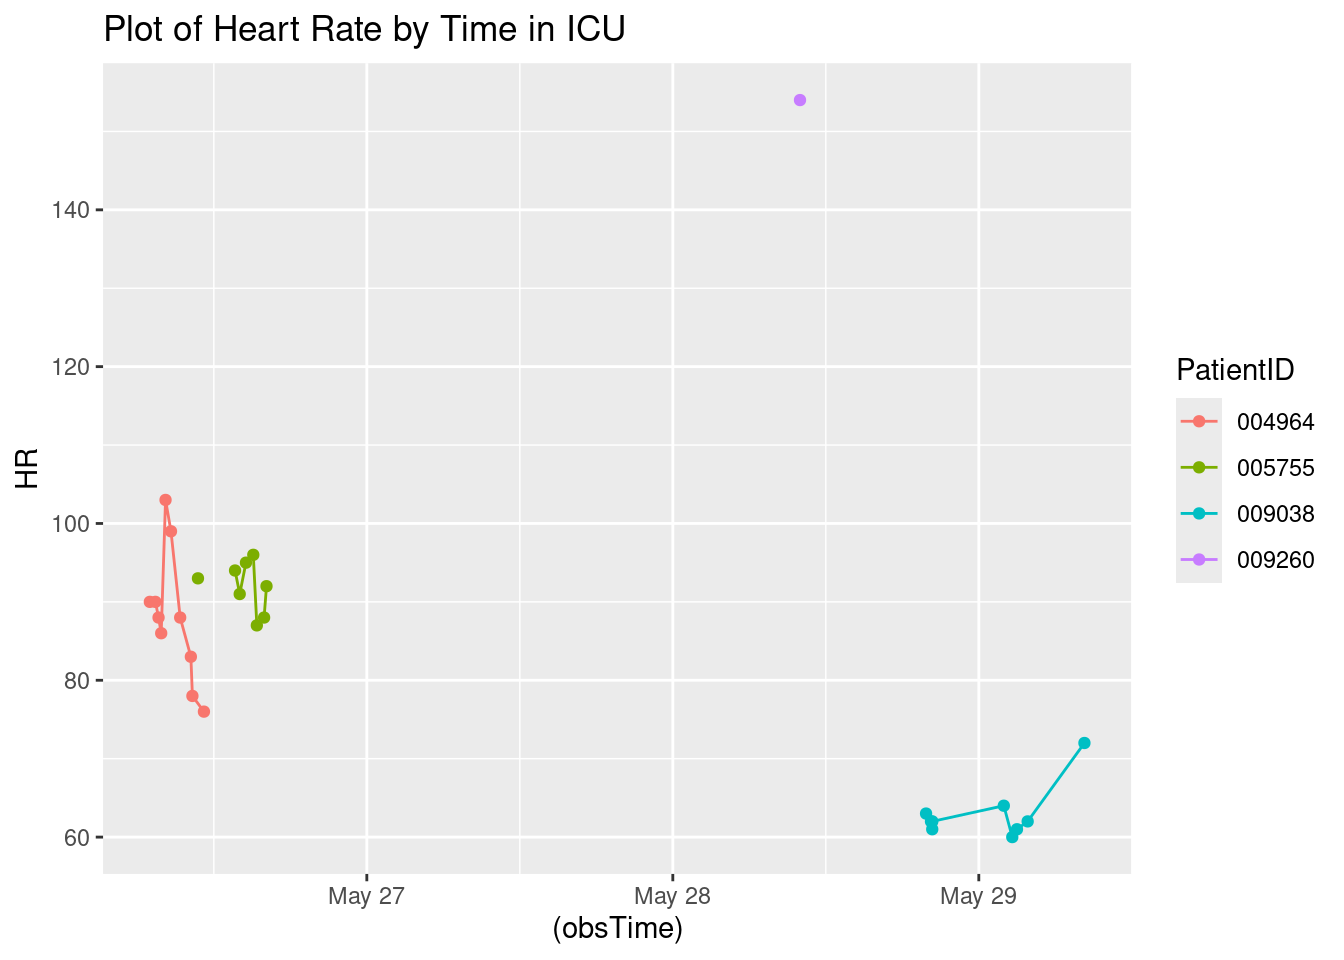 Plot of Heart Rate by Time in ICU
HR
140
120
100
80
60
May 27
May 28
May 29
(obsTime)
PatientID
004964
005755
009038
009260